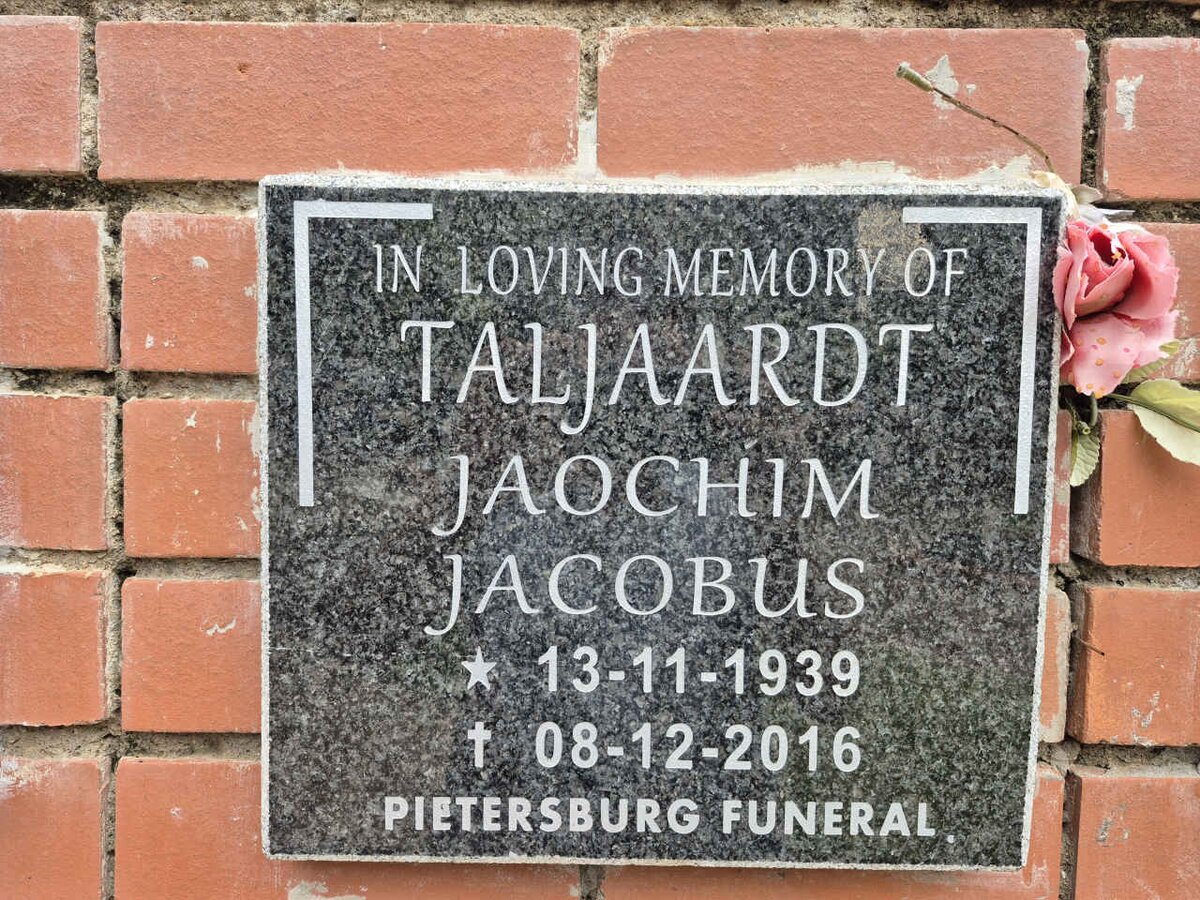 IN LOVING MEMORY OF
TALJAARDT
JAOCHIM
JACOBUS
★ 13-11-1939
✝ 08-12-2016
PIETERSBURG FUNERAL